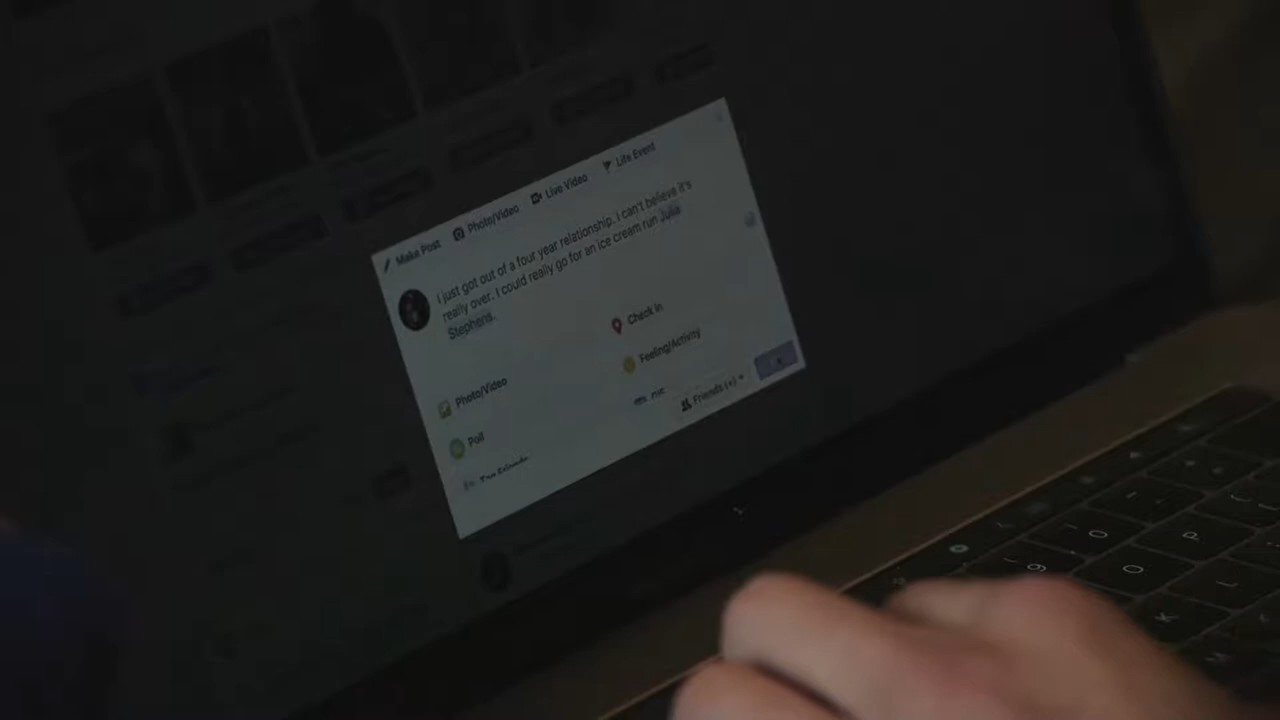 Make Post
Photo/Video
Live Video
Life Event
I just got out of a four year relationship. I can't believe it's
really over. I could really go for an ice cream run Julia
Stephens.
Photo/Video
Check in
Poll
Feeling/Activity
Tag Friends
Friends (+)
O
P
L
K